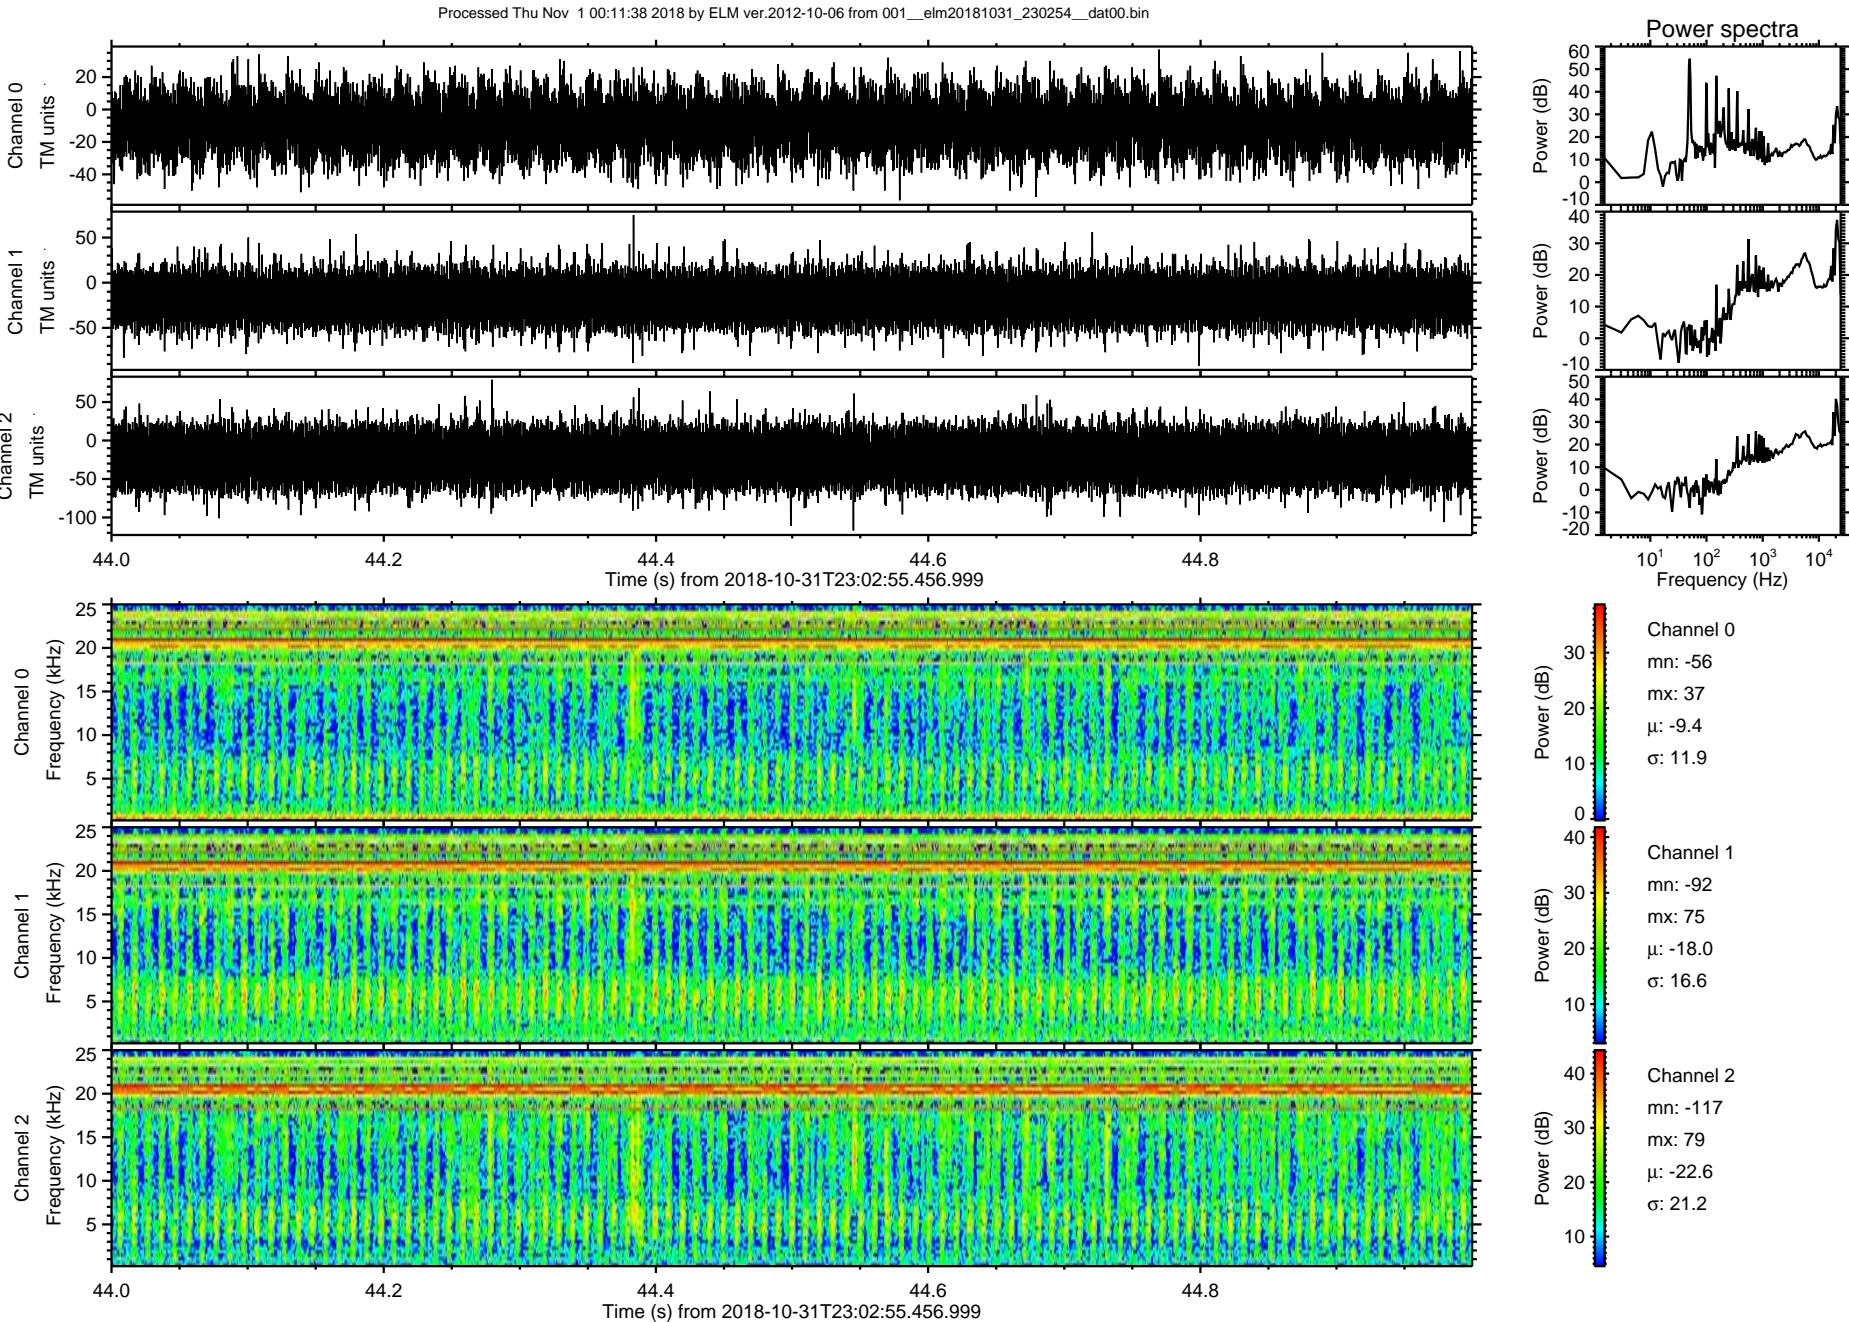 Processed Thu Nov  1 00:11:38 2018 by ELM ver.2012-10-06 from 001__elm20181031_230254__dat00.bin
Power spectra
Channel 0
TM units
20
0
-20
-40
Power (dB)
60
50
40
30
20
10
0
-10
Channel 1
TM units
50
0
-50
Power (dB)
40
30
20
10
0
-10
Channel 2
TM units
50
0
-50
-100
Power (dB)
50
40
30
20
10
0
-10
-20
44.0
44.2
44.4
44.6
44.8
Time (s) from 2018-10-31T23:02:55.456.999
10^1
10^2
10^3
10^4
Frequency (Hz)
Channel 0
Frequency (kHz)
25
20
15
10
5
Power (dB)
30
20
10
0
Channel 0
mn: -56
mx: 37
μ: -9.4
σ: 11.9
Channel 1
Frequency (kHz)
25
20
15
10
5
Power (dB)
40
30
20
10
Channel 1
mn: -92
mx: 75
μ: -18.0
σ: 16.6
Channel 2
Frequency (kHz)
25
20
15
10
5
Power (dB)
40
30
20
10
Channel 2
mn: -117
mx: 79
μ: -22.6
σ: 21.2
44.0
44.2
44.4
44.6
44.8
Time (s) from 2018-10-31T23:02:55.456.999